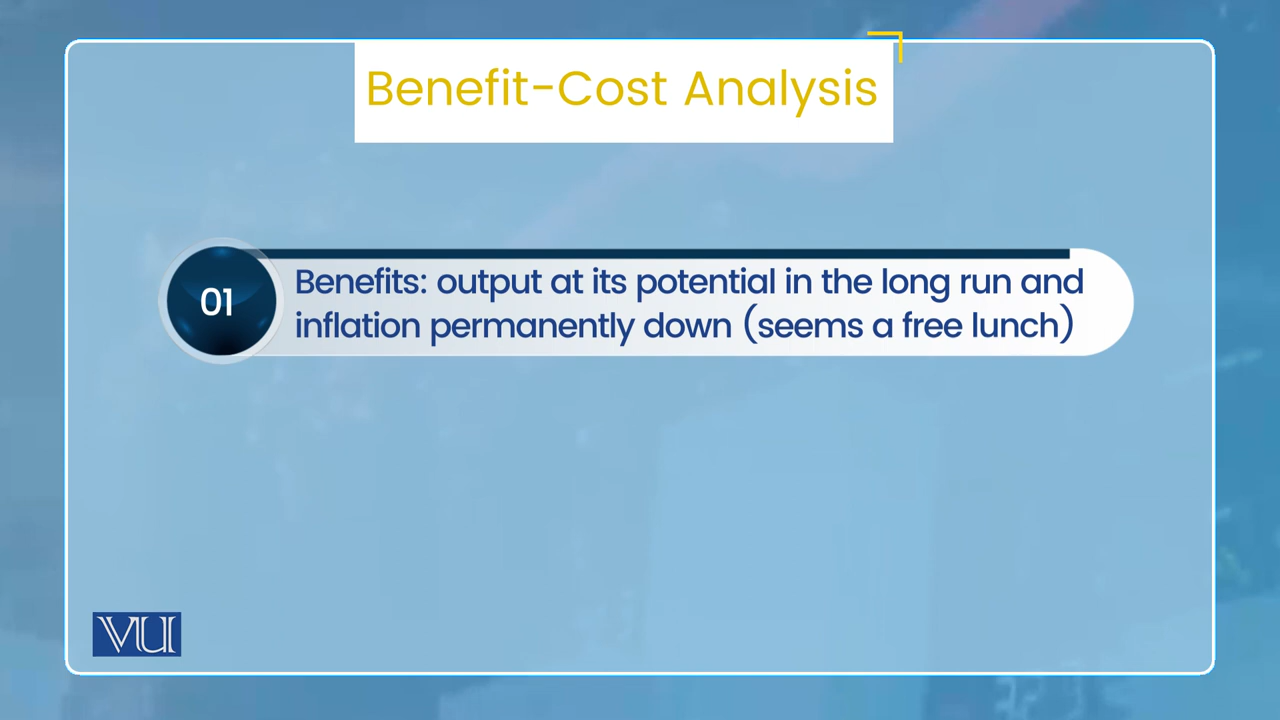 Benefit-Cost Analysis
01
Benefits: output at its potential in the long run and
inflation permanently down (seems a free lunch)
VU